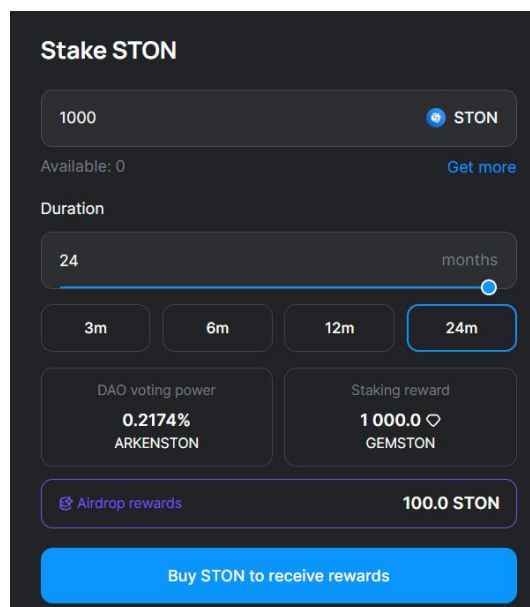 Stake STON
1000 STON
Available: 0 Get more
Duration
24 months
3m 6m 12m 24m
DAO voting power Staking reward
0.2174% 1 000.0
ARKENSTON GEMSTON
Airdrop rewards 100.0 STON
Buy STON to receive rewards